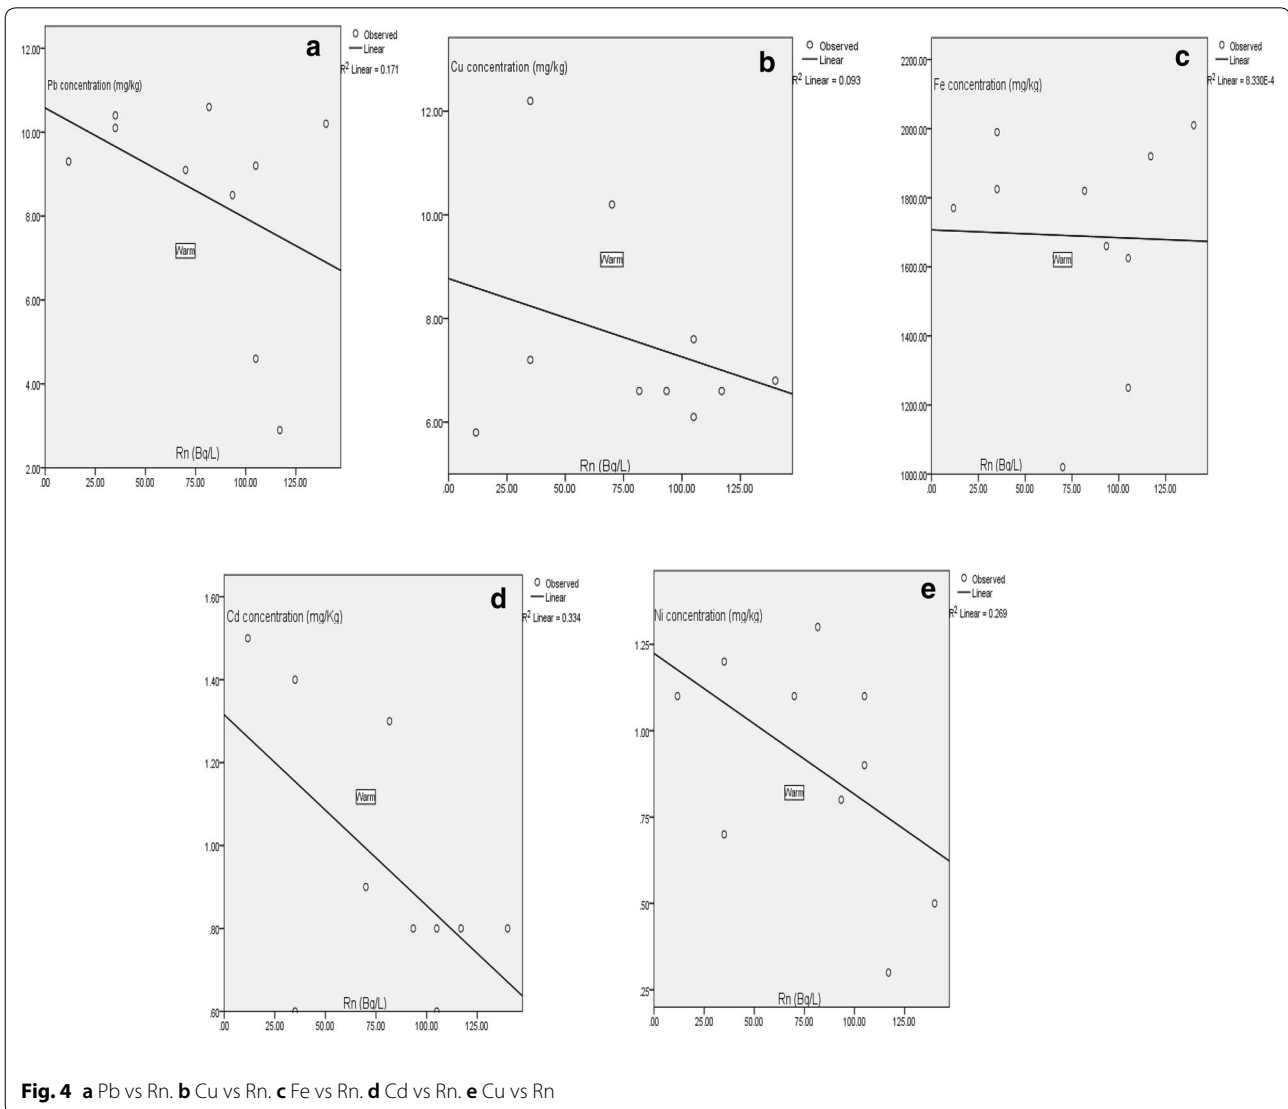 a
Observed
Linear
R² Linear = 0.171
Pb concentration (mg/kg)
12.00
10.00
8.00
6.00
4.00
2.00
Warm
Rn (Bq/L)
.00 25.00 50.00 75.00 100.00 125.00
b
Observed
Linear
R² Linear = 0.093
Cu concentration (mg/kg)
12.00
10.00
8.00
6.00
Warm
Rn (Bq/L)
.00 25.00 50.00 75.00 100.00 125.00
c
Observed
Linear
R² Linear = 8.330E-4
Fe concentration (mg/kg)
2200.00
2000.00
1800.00
1600.00
1400.00
1200.00
1000.00
Warm
Rn (Bq/L)
.00 25.00 50.00 75.00 100.00 125.00
d
Observed
Linear
R² Linear = 0.334
Cd concentration (mg/Kg)
1.60
1.40
1.20
1.00
.80
.60
Warm
Rn (Bq/L)
.00 25.00 50.00 75.00 100.00 125.00
e
Observed
Linear
R² Linear = 0.269
Ni concentration (mg/kg)
1.25
1.00
.75
.50
.25
Warm
Rn (Bq/L)
.00 25.00 50.00 75.00 100.00 125.00
Fig. 4 a Pb vs Rn. b Cu vs Rn. c Fe vs Rn. d Cd vs Rn. e Cu vs Rn